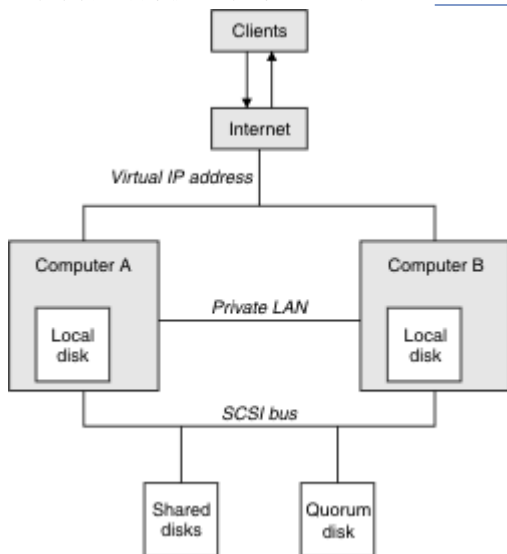 Clients
Internet
Virtual IP address
Computer A
Computer B
Private LAN
Local
disk
Local
disk
SCSI bus
Shared
disks
Quorum
disk